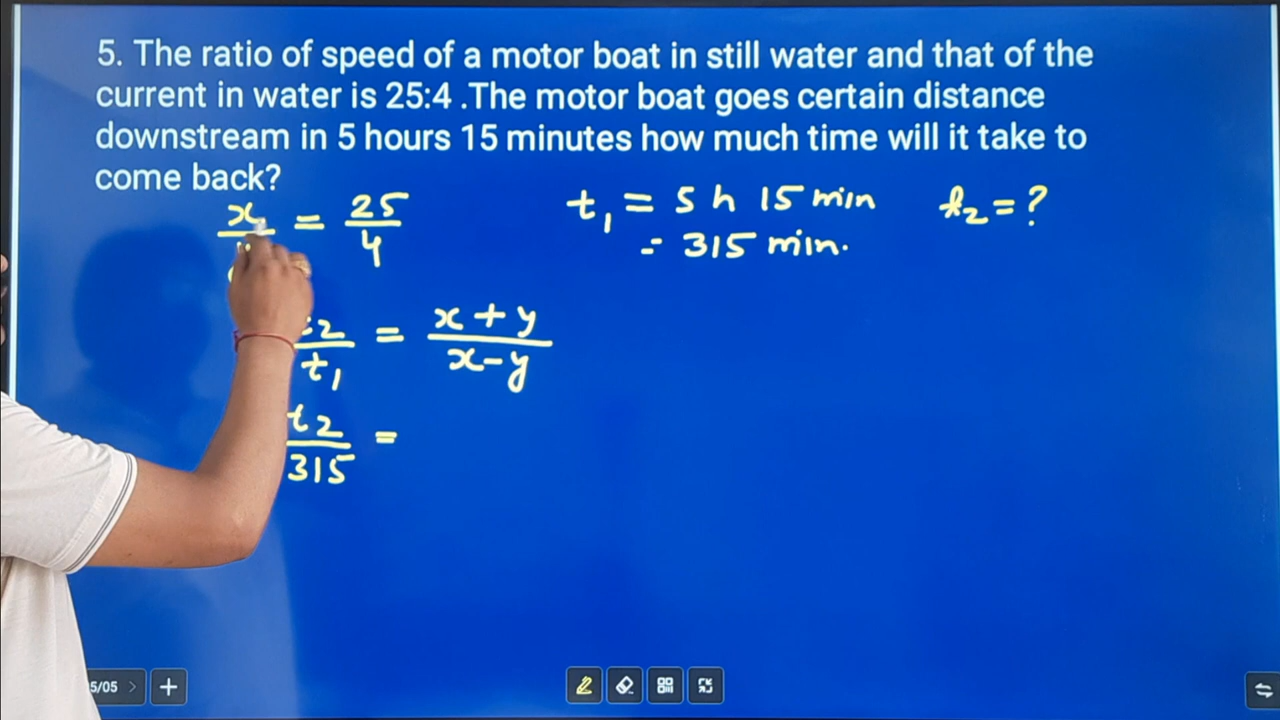 5. The ratio of speed of a motor boat in still water and that of the
current in water is 25:4 .The motor boat goes certain distance
downstream in 5 hours 15 minutes how much time will it take to
come back?
x = 25/4
t₁ = 5 h 15 min t₂ = ?
= 315 min.
t₂/t₁ = x + y/x - y
t₂/315 =
5/05 >